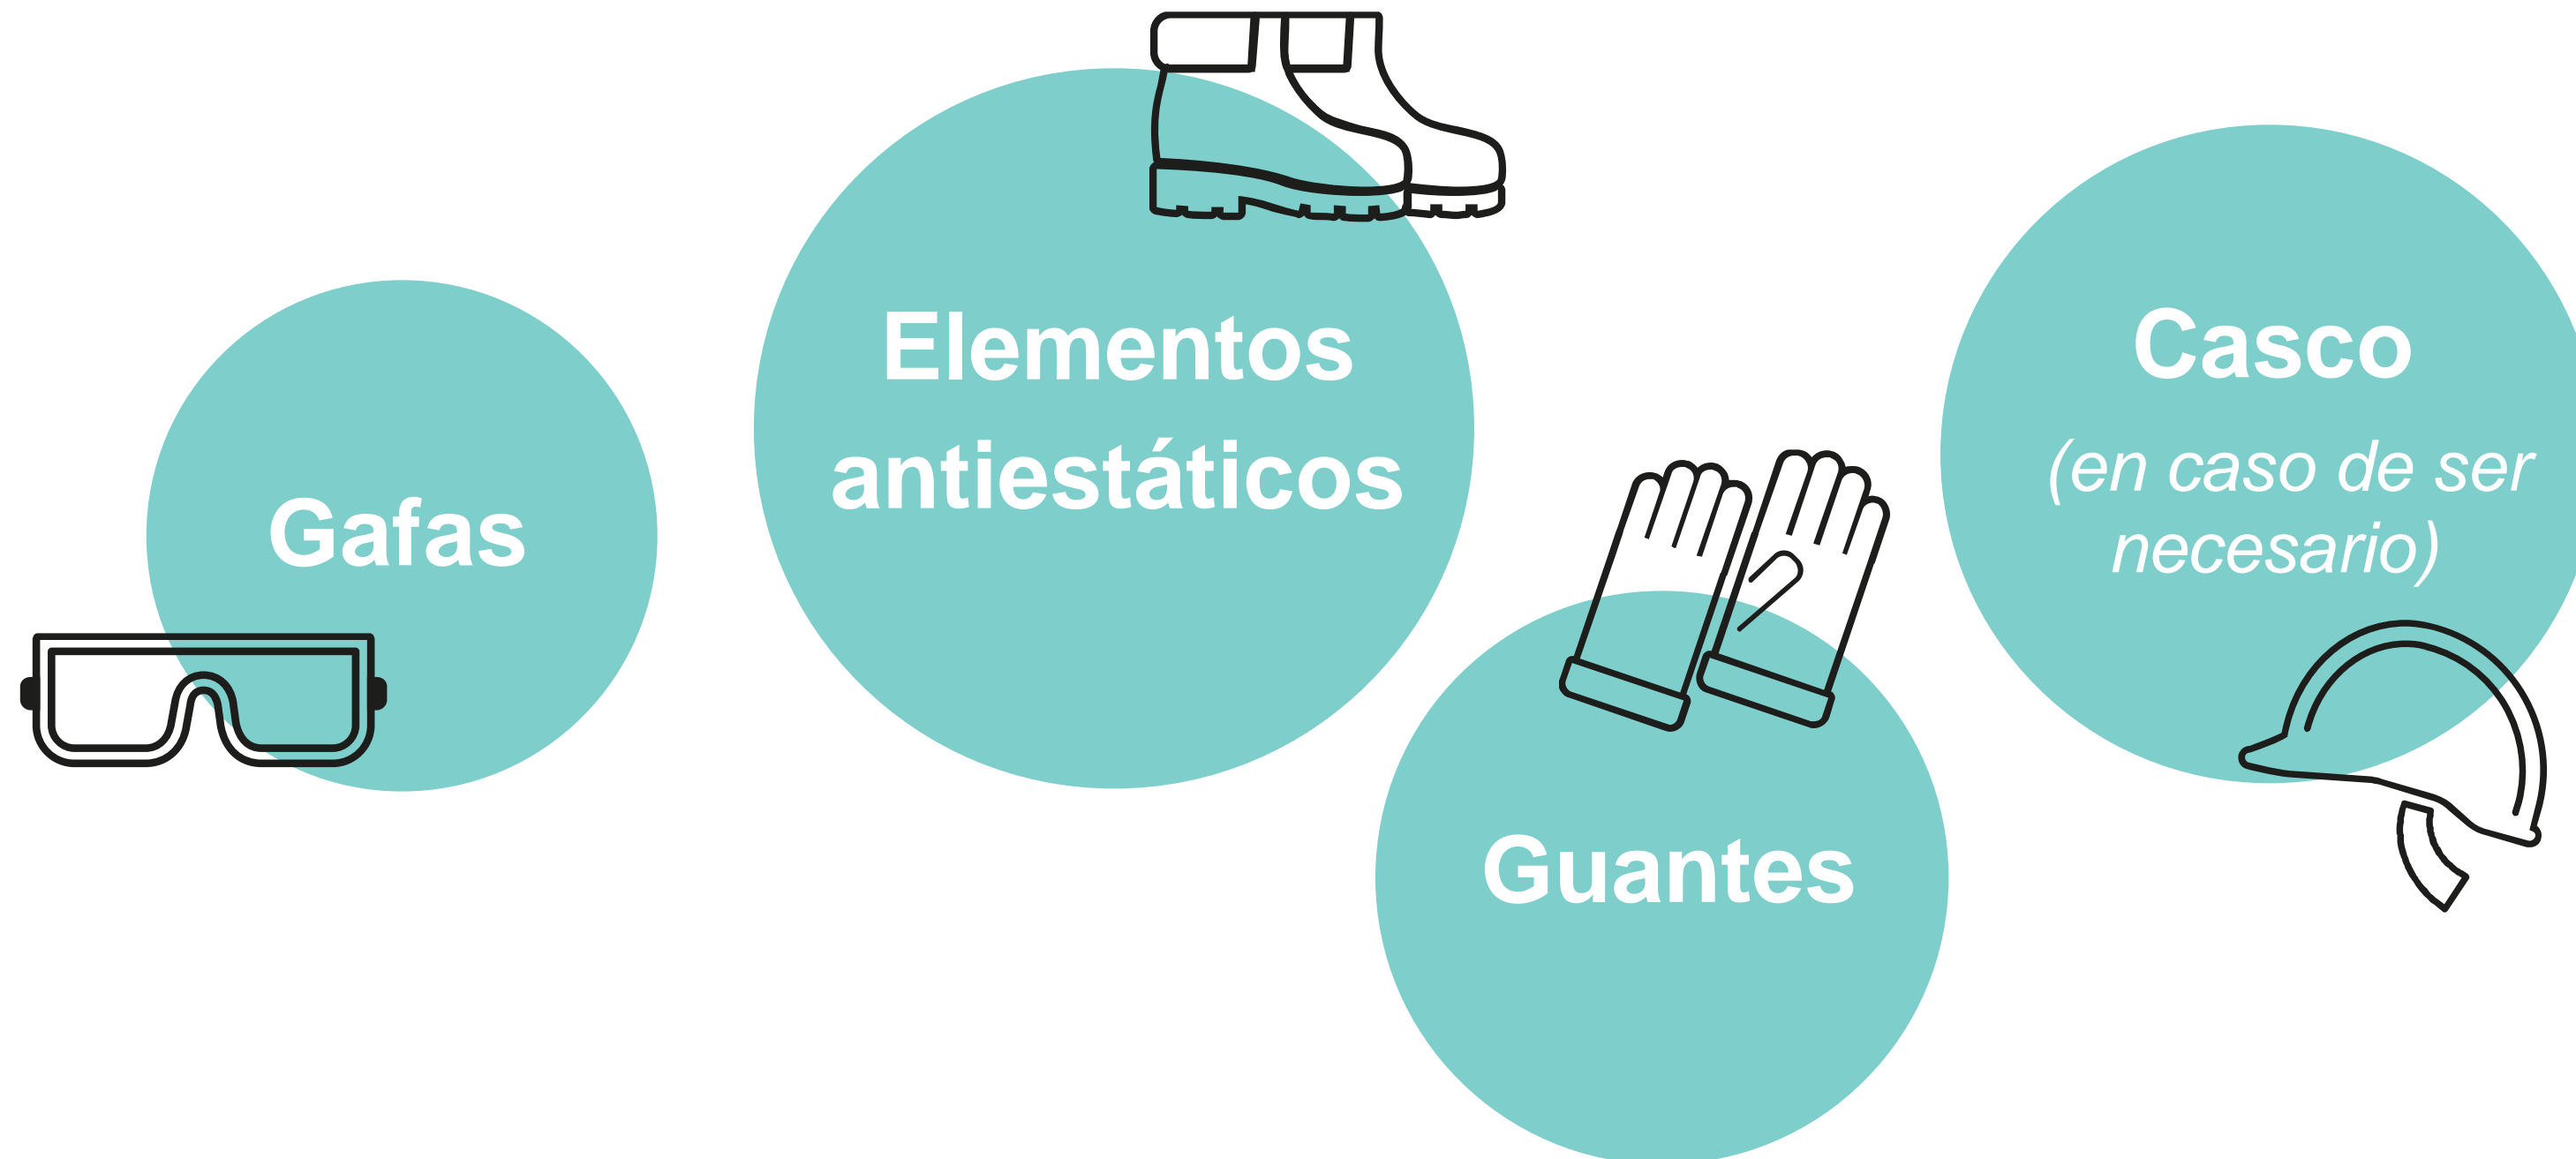 Gafas
Elementos
antiestáticos
Guantes
Casco
(en caso de ser
necesario)